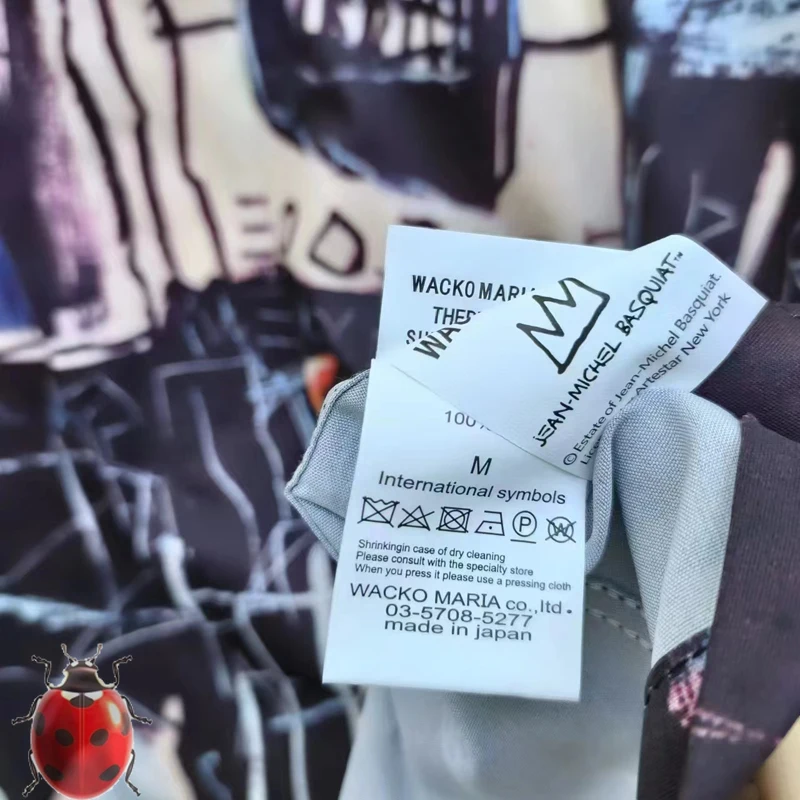 WACKO MARI
JEAN-MICHEL BASQUIAT™
© Estate of Jean-Michel Basquiat.
Artestar New York
M
International symbols
Shrinkingin case of dry cleaning
Please consult with the specialty store
When you press it please use a pressing cloth
WACKO MARIA co.,ltd.
03-5708-5277
made in japan